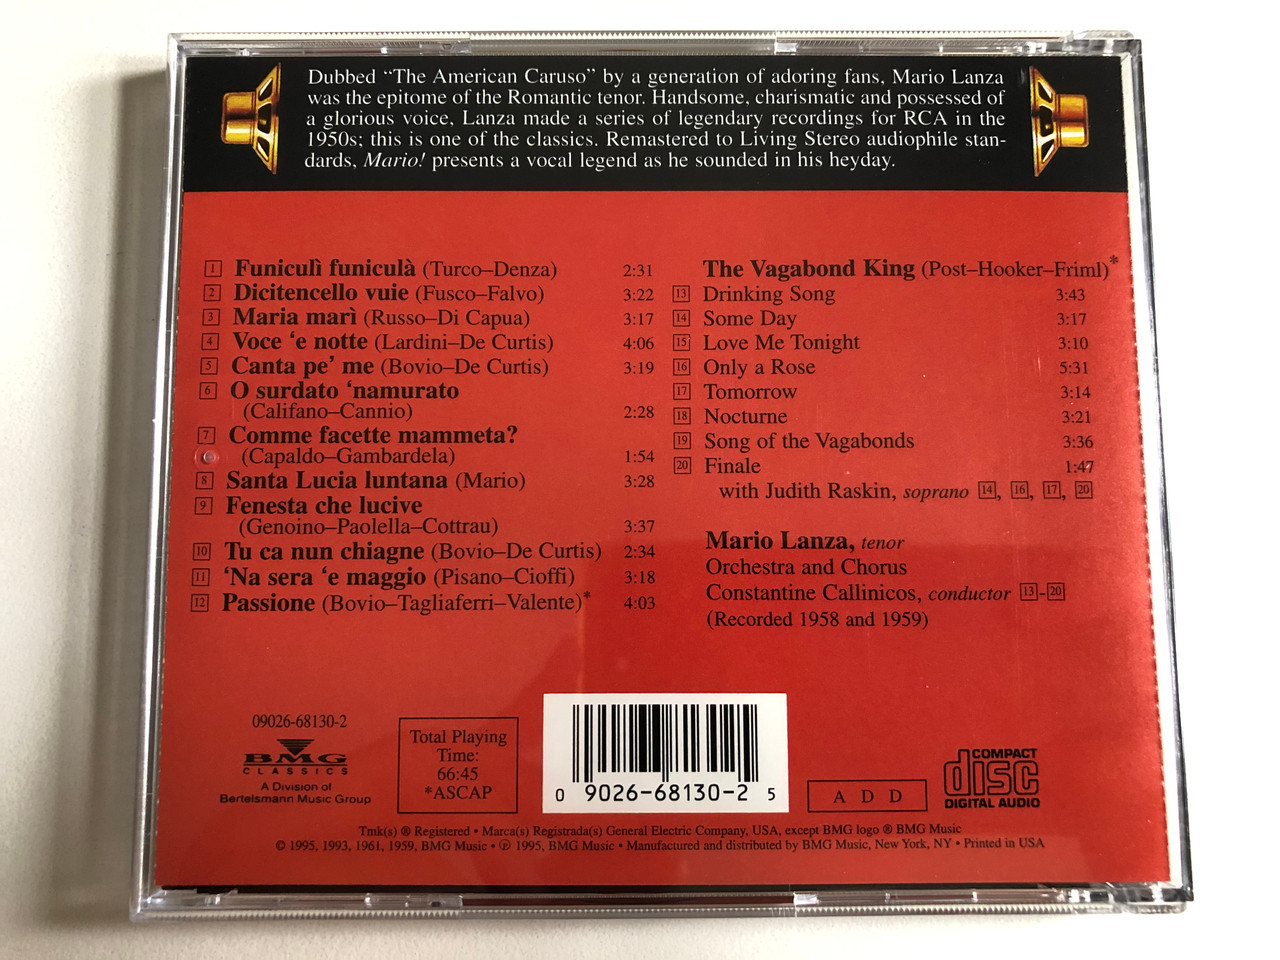 Dubbed “The American Caruso” by a generation of adoring fans, Mario Lanza
was the epitome of the Romantic tenor. Handsome, charismatic and possessed of
a glorious voice, Lanza made a series of legendary recordings for RCA in the
1950s; this is one of the classics. Remastered to Living Stereo audiophile stan-
dards, Mario! presents a vocal legend as he sounded in his heyday.
1 Funiculì funiculà (Turco–Denza) 2:31
2 Dicitencello vuie (Fusco–Falvo) 3:22
3 Maria marì (Russo–Di Capua) 3:17
4 Voce ‘e notte (Lardini–De Curtis) 4:06
5 Canta pe’ me (Bovio–De Curtis) 3:19
6 O surdato ‘namurato
(Califano–Cannio) 2:28
7 Comme facette mammeta?
(Capaldo–Gambardela) 1:54
8 Santa Lucia luntana (Mario) 3:28
9 Fenesta che lucive
(Genoino–Paolella–Cottrau) 3:37
10 Tu ca nun chiagne (Bovio–De Curtis) 2:34
11 ‘Na sera ‘e maggio (Pisano–Cioffi) 3:18
12 Passione (Bovio–Tagliaferri–Valente)* 4:03
The Vagabond King (Post–Hooker–Friml)*
13 Drinking Song 3:43
14 Some Day 3:17
15 Love Me Tonight 3:10
16 Only a Rose 5:31
17 Tomorrow 3:14
18 Nocturne 3:21
19 Song of the Vagabonds 3:36
20 Finale 1:47
with Judith Raskin, soprano 14, 16, 17, 20
Mario Lanza, tenor
Orchestra and Chorus
Constantine Callinicos, conductor 13-20
(Recorded 1958 and 1959)
09026-68130-2
BMG
CLASSICS
A Division of
Bertelsmann Music Group
Total Playing
Time:
66:45
*ASCAP
0 9026-68130-2 5
A D D
COMPACT
disc
DIGITAL AUDIO
Tmk(s) ® Registered • Marca(s) Registrada(s) General Electric Company, USA, except BMG logo ® BMG Music
© 1995, 1993, 1961, 1959, BMG Music • ℗ 1995, BMG Music • Manufactured and distributed by BMG Music, New York, NY • Printed in USA